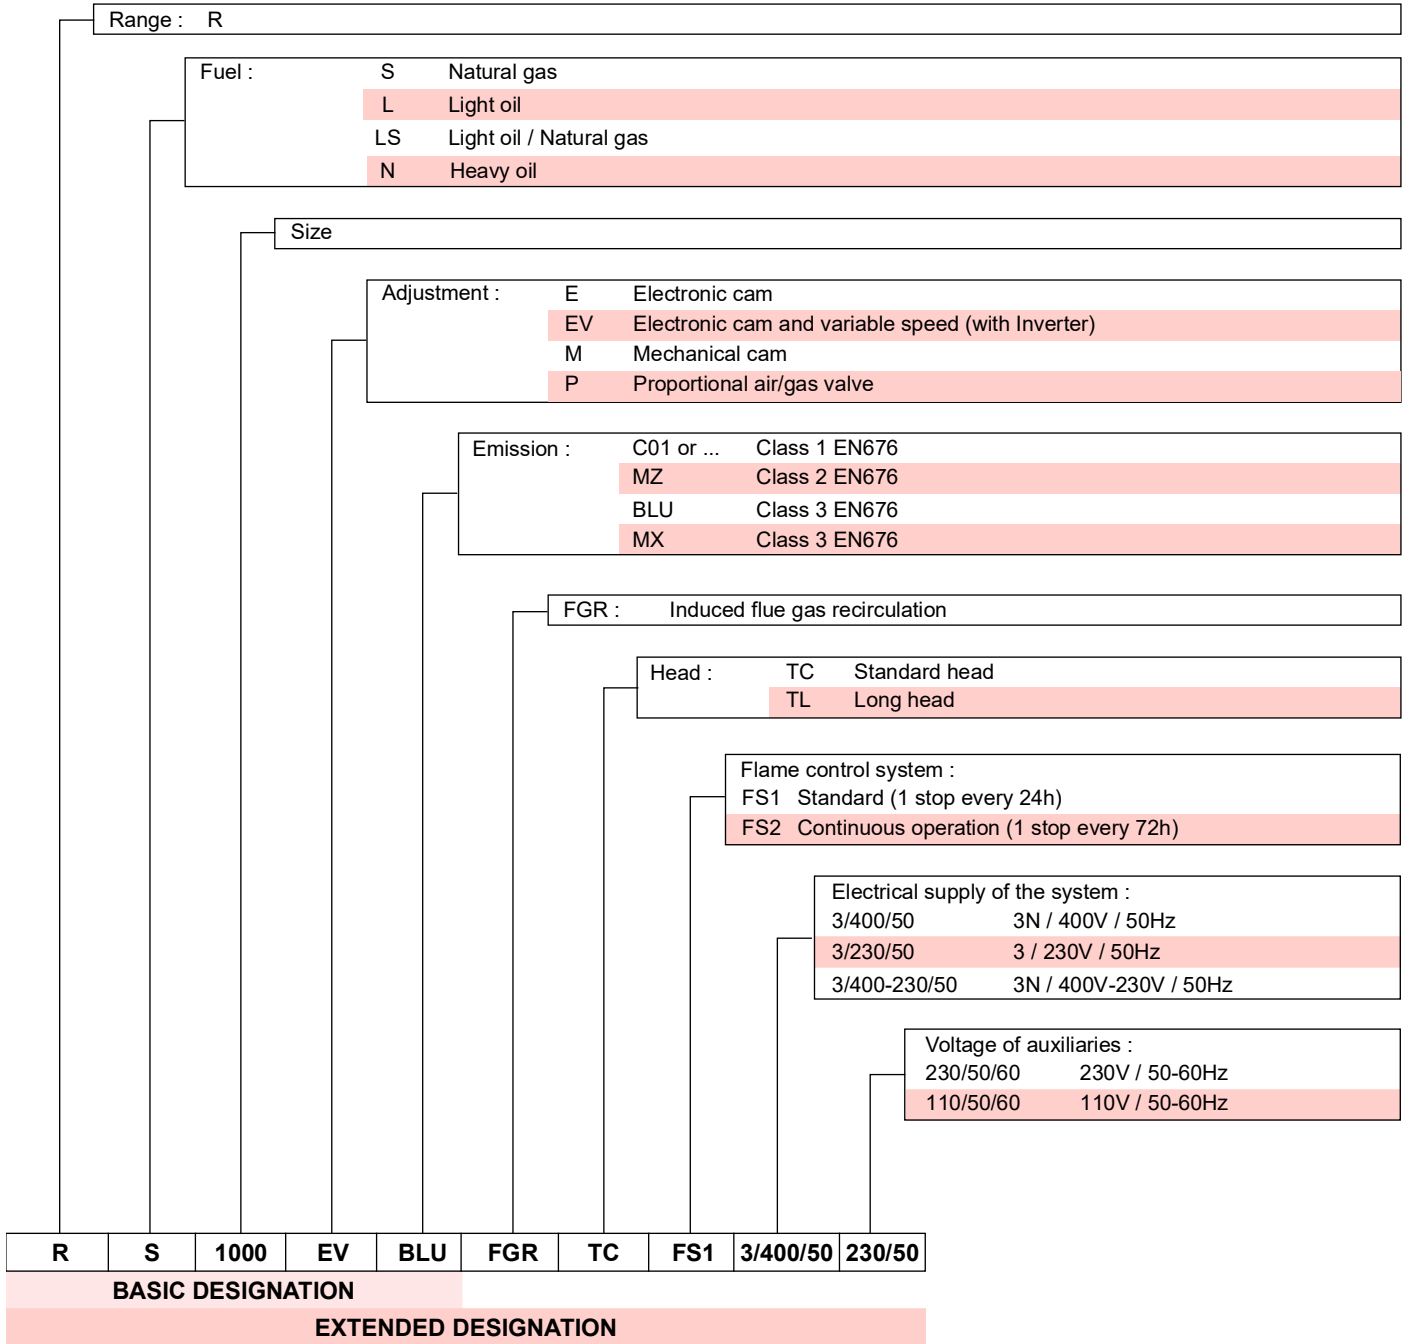 Range : R
Fuel : S Natural gas
L Light oil
LS Light oil / Natural gas
N Heavy oil
Size
Adjustment : E Electronic cam
EV Electronic cam and variable speed (with Inverter)
M Mechanical cam
P Proportional air/gas valve
Emission : C01 or ... Class 1 EN676
MZ Class 2 EN676
BLU Class 3 EN676
MX Class 3 EN676
FGR : Induced flue gas recirculation
Head : TC Standard head
TL Long head
Flame control system :
FS1 Standard (1 stop every 24h)
FS2 Continuous operation (1 stop every 72h)
Electrical supply of the system :
3/400/50 3N / 400V / 50Hz
3/230/50 3 / 230V / 50Hz
3/400-230/50 3N / 400V-230V / 50Hz
Voltage of auxiliaries :
230/50/60 230V / 50-60Hz
110/50/60 110V / 50-60Hz
R S 1000 EV BLU FGR TC FS1 3/400/50 230/50
BASIC DESIGNATION
EXTENDED DESIGNATION